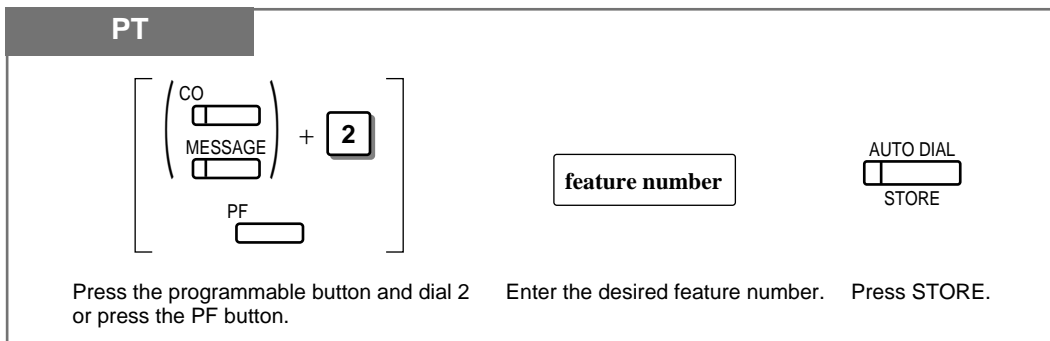 PT
CO
MESSAGE
+ 2
PF
feature number
AUTO DIAL
STORE
Press the programmable button and dial 2
or press the PF button.
Enter the desired feature number.
Press STORE.